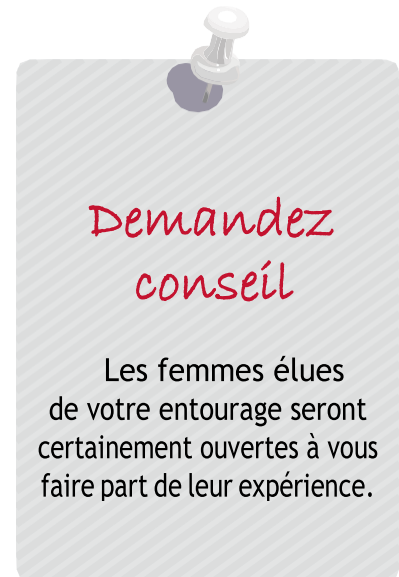 Demandez
conseil
Les femmes élues
de votre entourage seront
certainement ouvertes à vous
faire part de leur expérience.